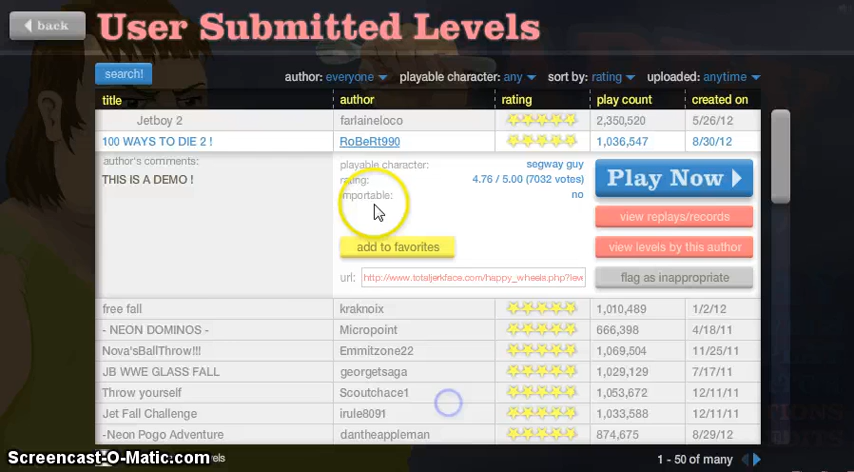 back
User Submitted Levels
search!
author: everyone playable character: any sort by: rating uploaded: anytime
title author rating play count created on
Jetboy 2 farlaineloco 2,350,520 5/26/12
100 WAYS TO DIE 2 ! RoBeRt990 1,036,547 8/30/12
author's comments:
THIS IS A DEMO !
playable character: segway guy
rating: 4.76 / 5.00 (7032 votes)
importable: no
add to favorites
url: http://www.totaljerkface.com/happy_wheels.php?leve
Play Now
view replays/records
view levels by this author
flag as inappropriate
free fall kraknoix 1,010,489 1/2/12
- NEON DOMINOS - Micropoint 666,398 4/18/11
Nova'sBallThrow!!! Emmitzone22 1,069,504 11/25/11
JB WWE GLASS FALL georgetsaga 1,029,129 7/17/11
Throw yourself Scoutchace1 1,053,672 12/11/11
Jet Fall Challenge irule8091 1,033,588 12/11/11
-Neon Pogo Adventure dantheappleman 874,675 8/29/12
Screencast-O-Matic.com
1 - 50 of many